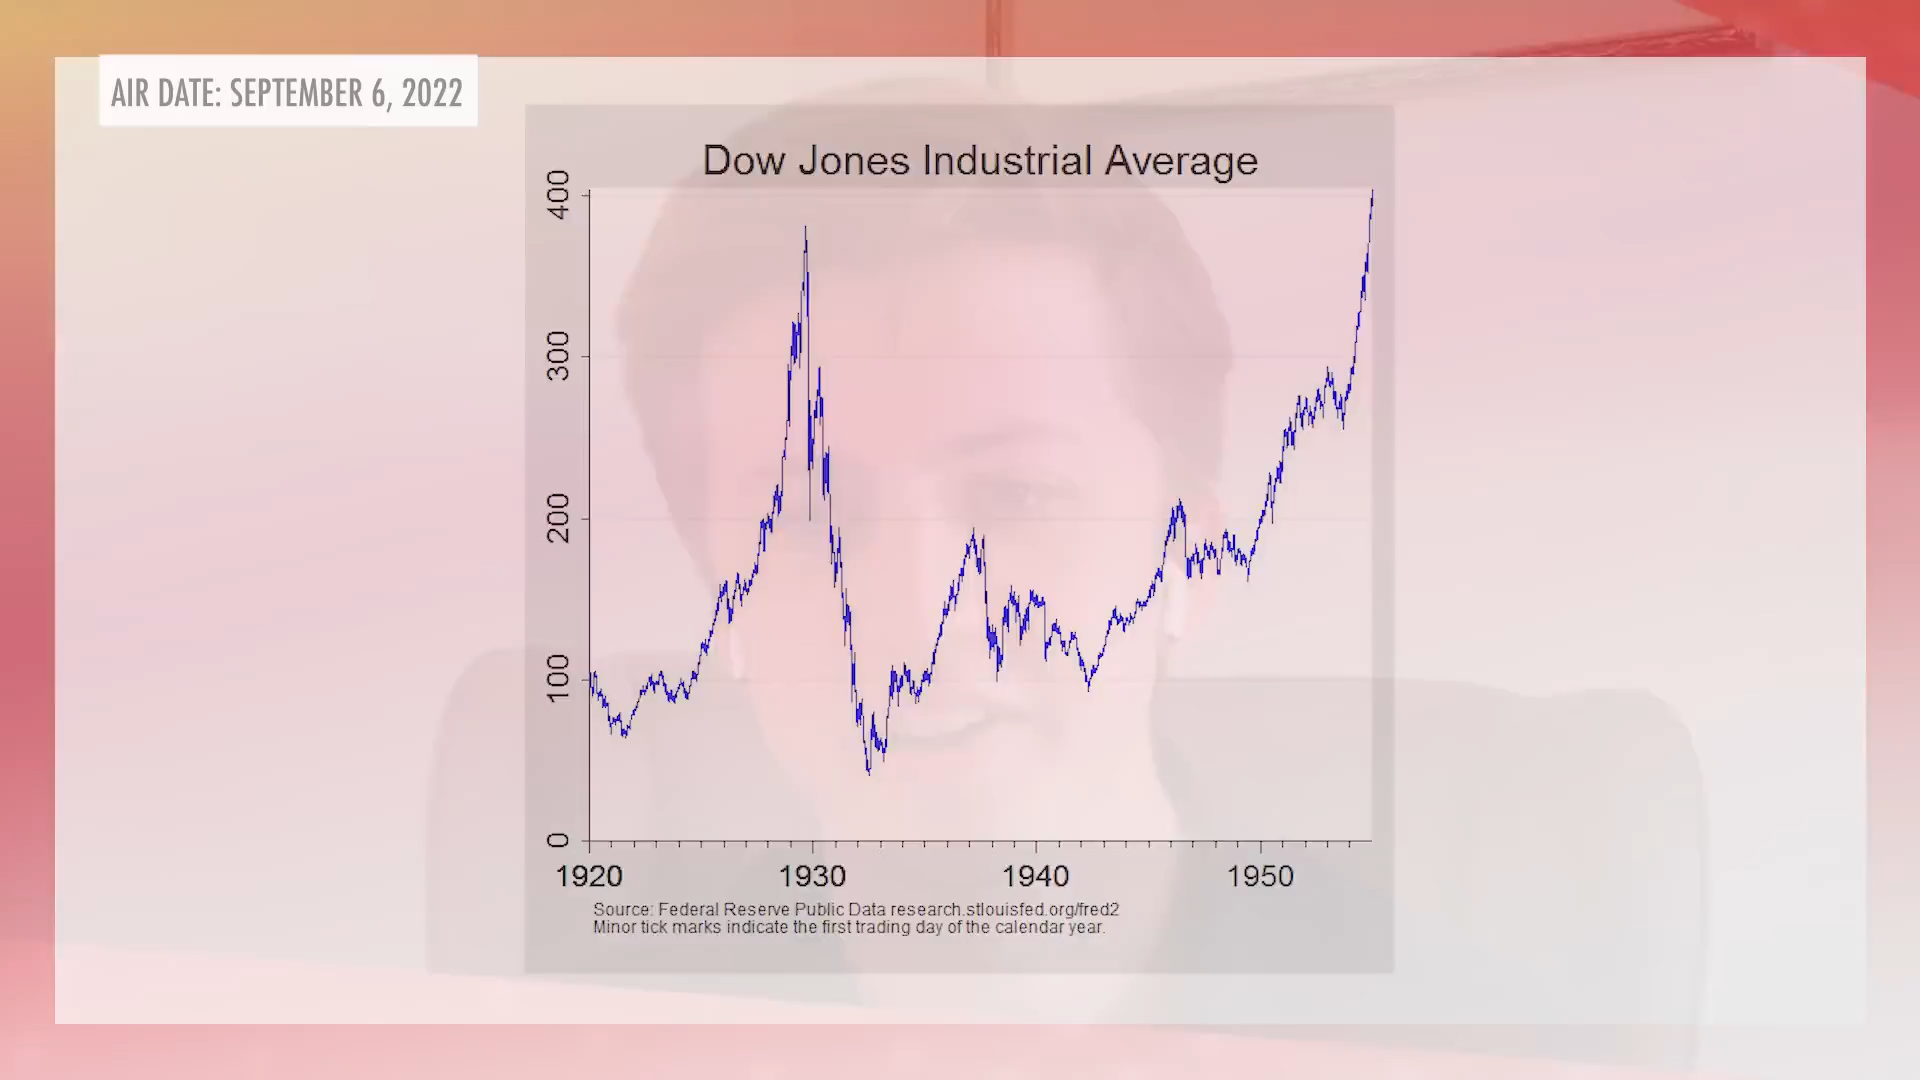 AIR DATE: SEPTEMBER 6, 2022
Dow Jones Industrial Average
400
300
200
100
0
1920 1930 1940 1950
Source: Federal Reserve Public Data research.stlouisfed.org/fred2
Minor tick marks indicate the first trading day of the calendar year.